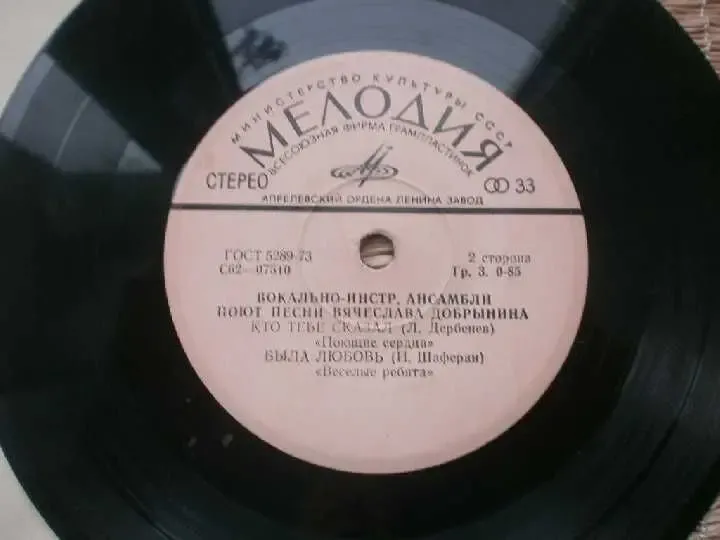 МИНИСТЕРСТВО КУЛЬТУРЫ СССР
МЕЛОДИЯ
ВСЕСОЮЗНАЯ ФИРМА ГРАМПЛАСТИНОК
СТЕРЕО 33
АПРЕЛЕВСКИЙ ОРДЕНА ЛЕНИНА ЗАВОД
ГОСТ 5289-73 2 сторона
С62—07510 Гр. 3. 0-85
ВОКАЛЬНО-ИНСТР. АНСАМБЛИ
ПОЮТ ПЕСНИ ВЯЧЕСЛАВА ДОБРЫНИНА
КТО ТЕБЕ СКАЗАЛ (Л. Дербенев)
«Поющие сердца»
БЫЛА ЛЮБОВЬ (И. Шаферан)
«Веселые ребята»